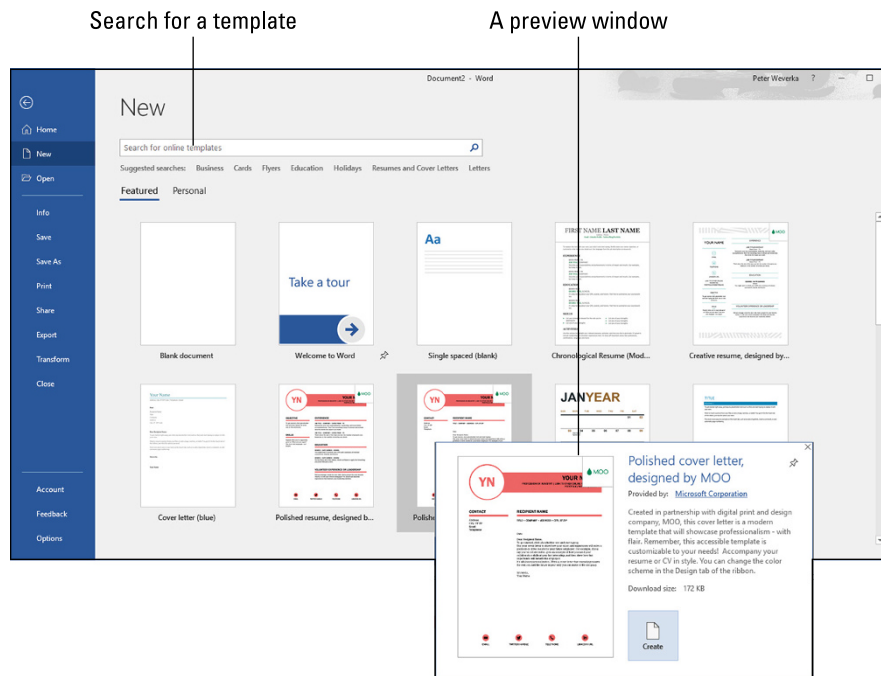 Search for a template
A preview window
Document2 - Word
Peter Weverka ?
New
Home
New
Open
Info
Save
Save As
Print
Share
Export
Transform
Close
Account
Feedback
Options
Search for online templates
Suggested searches: Business Cards Flyers Education Holidays Resumes and Cover Letters Letters
Featured Personal
Take a tour
Aa
FIRST NAME LAST NAME
YOUR NAME
MOO
Blank document
Welcome to Word
Single spaced (blank)
Chronological Resume (Mod...
Creative resume, designed by...
Your Name
YN
YN
JANYEAR
TITLE
Cover letter (blue)
Polished resume, designed b...
Polishe
YN
YOUR N
MOO
CONTACT
RECIPIENT NAME
Polished cover letter,
designed by MOO
Provided by: Microsoft Corporation
Created in partnership with digital print and design
company, MOO, this cover letter is a modern
template that will showcase professionalism - with
flair. Remember, this accessible template is
customizable to your needs! Accompany your
resume or CV in style. You can change the color
scheme in the Design tab of the ribbon.
Download size: 172 KB
Create